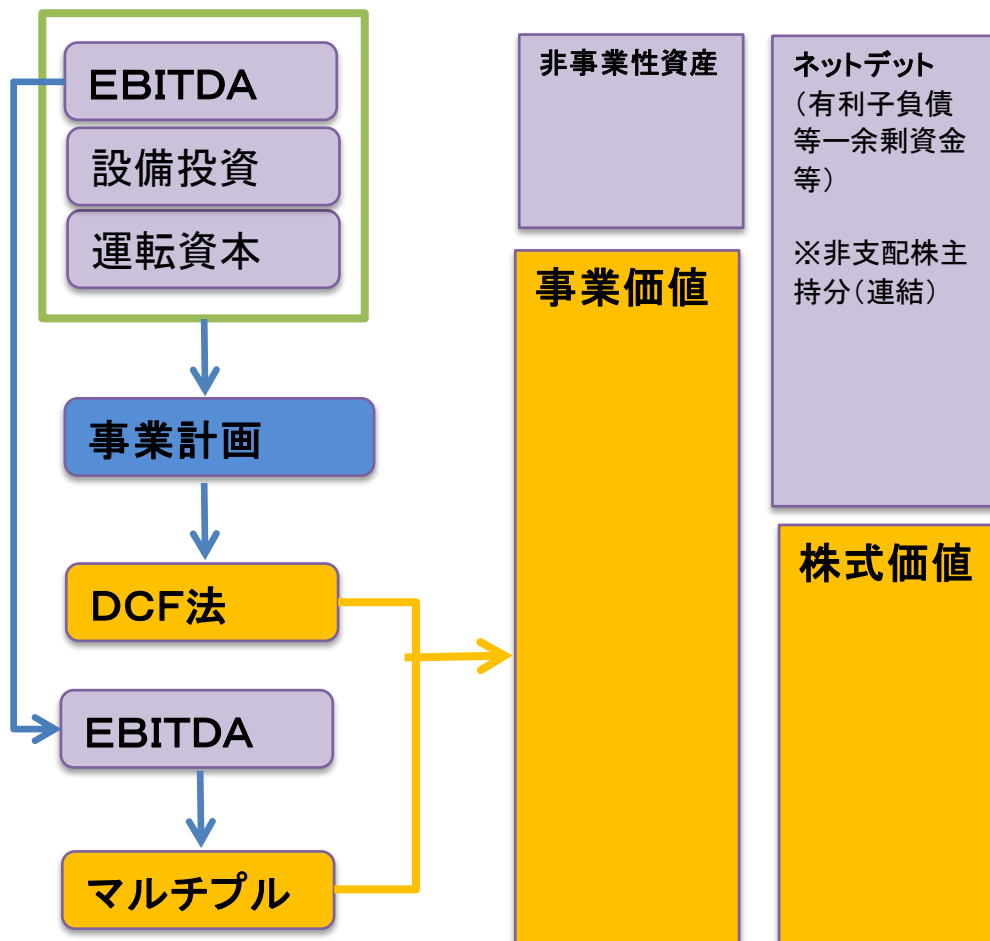 EBITDA
設備投資
運転資本
事業計画
DCF法
EBITDA
マルチプル
非事業性資産
事業価値
ネットデット
（有利子負債
等ー余剰資金
等）
※非支配株主
持分（連結）
株式価値